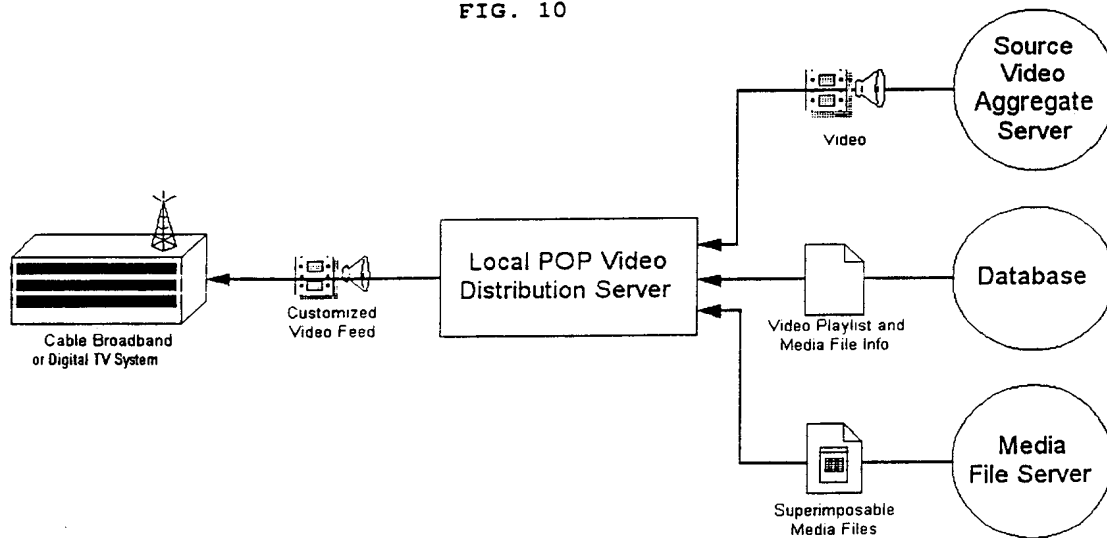 FIG. 10
Source
Video
Aggregate
Server
Video
Local POP Video
Distribution Server
Customized
Video Feed
Cable Broadband
or Digital TV System
Video Playlist and
Media File Info
Database
Superimposable
Media Files
Media
File Server